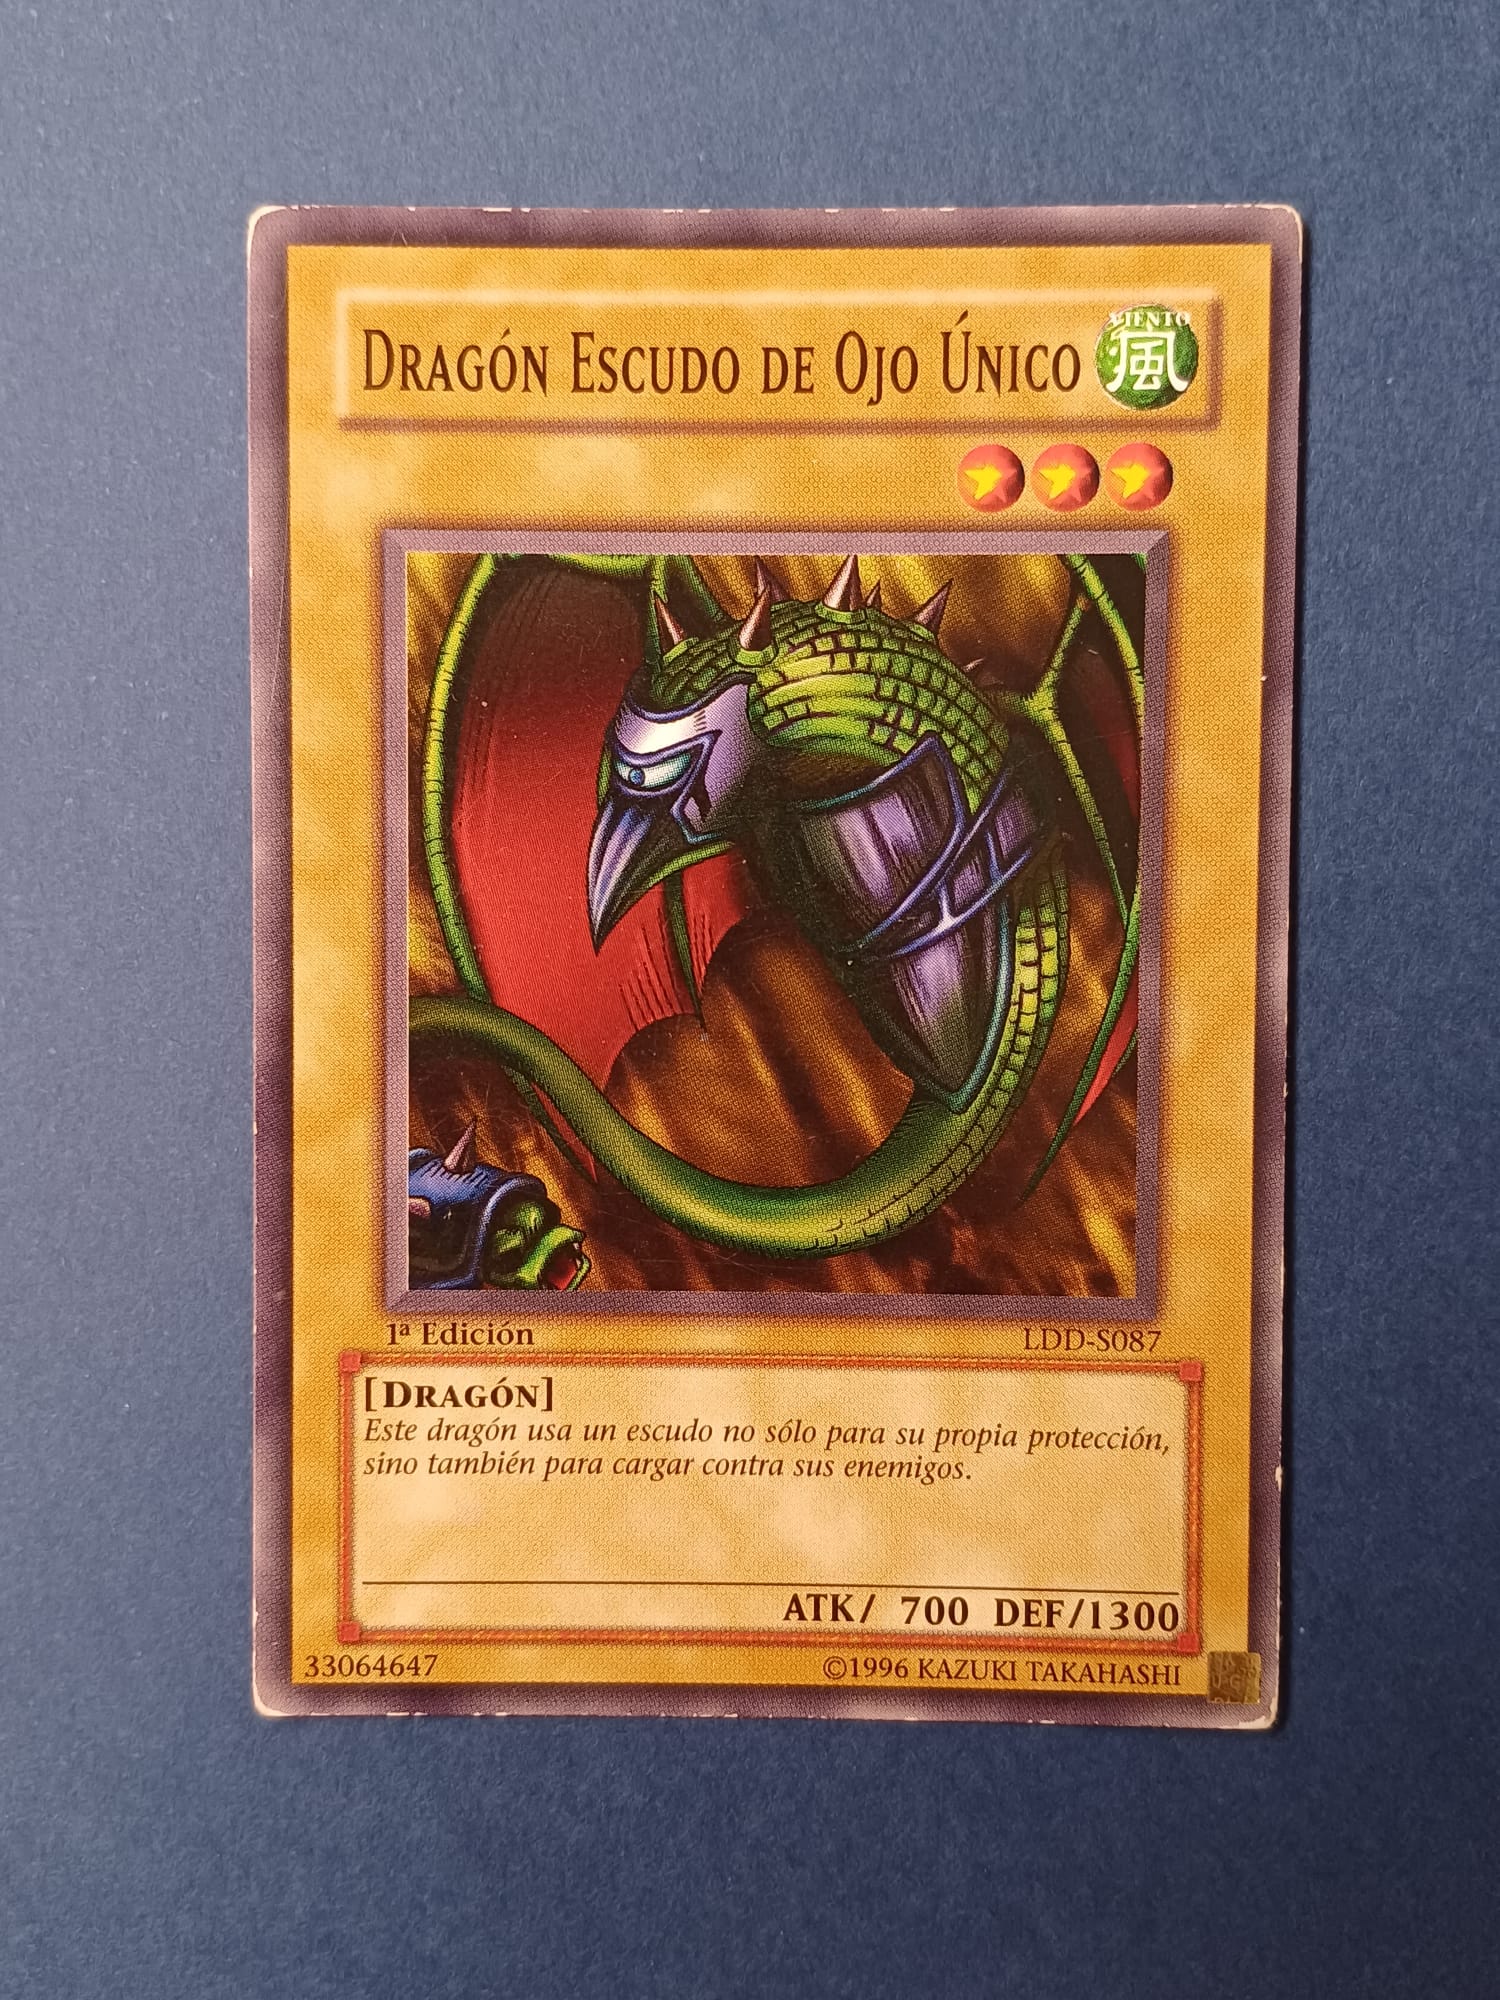 Dragón Escudo de Ojo Único
VIENTO
風
1ª Edición
LDD-S087
[Dragón]
Este dragón usa un escudo no sólo para su propia protección,
sino también para cargar contra sus enemigos.
ATK/ 700 DEF/1300
33064647
©1996 KAZUKI TAKAHASHI